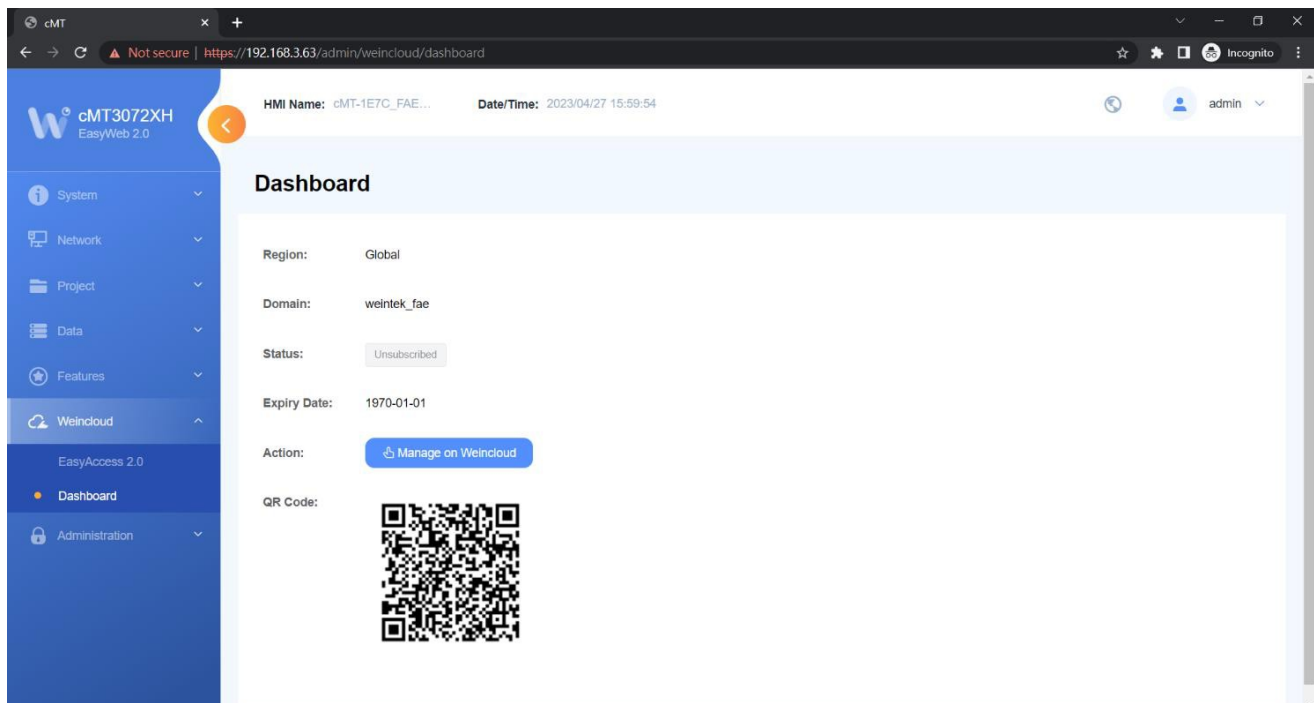 cMT
Not secure | https://192.168.3.63/admin/weincloud/dashboard
Incognito
cMT3072XH
EasyWeb 2.0
HMI Name: cMT-1E7C_FAE... Date/Time: 2023/04/27 15:59:54
admin
System
Network
Project
Data
Features
Weincloud
EasyAccess 2.0
Dashboard
Administration
Dashboard
Region: Global
Domain: weintek_fae
Status: Unsubscribed
Expiry Date: 1970-01-01
Action: Manage on Weincloud
QR Code: